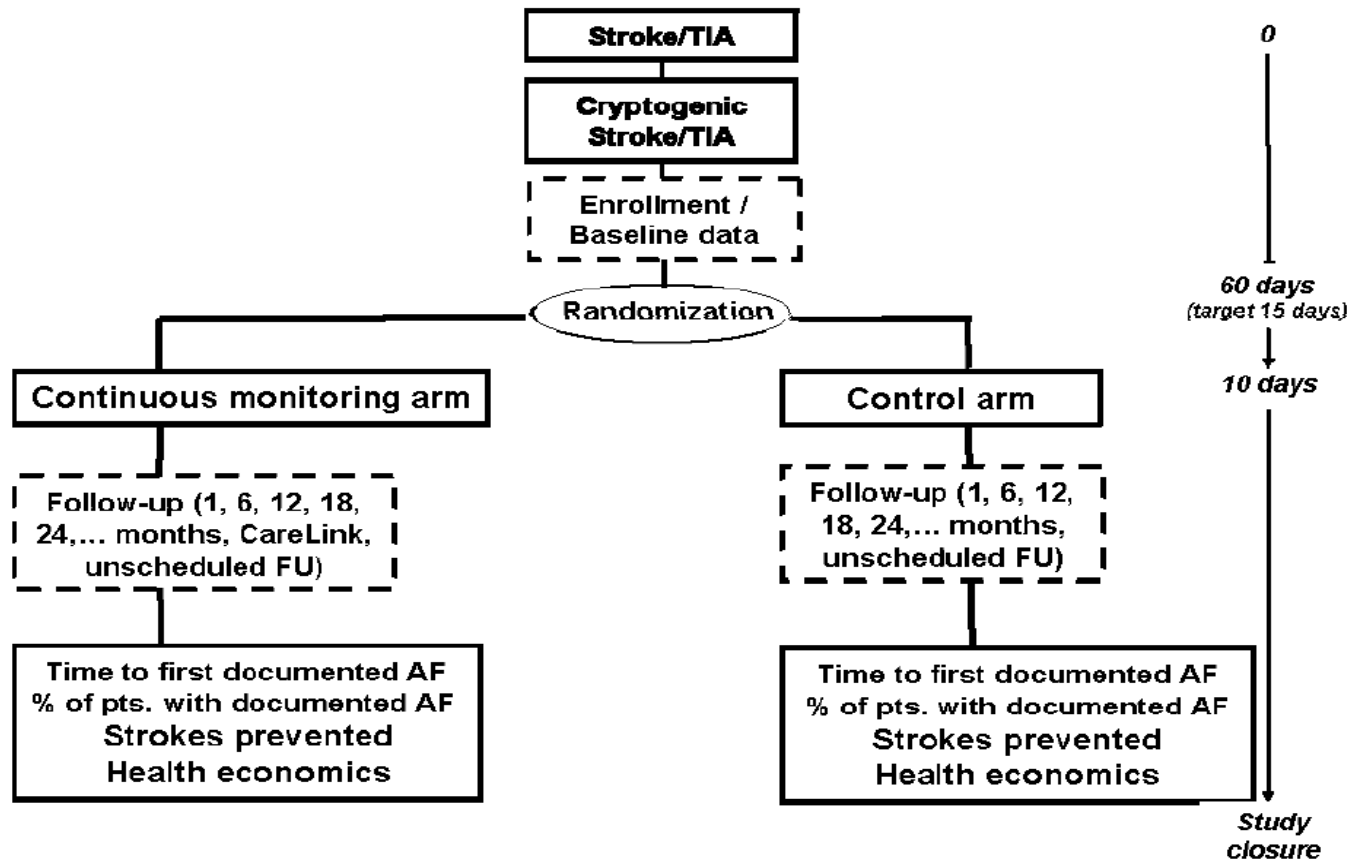 Stroke/TIA
0
Cryptogenic
Stroke/TIA
Enrollment /
Baseline data
60 days
(target 15 days)
Randomization
10 days
Continuous monitoring arm
Control arm
Follow-up (1, 6, 12, 18,
24,... months, CareLink,
unscheduled FU)
Follow-up (1, 6, 12,
18, 24,... months,
unscheduled FU)
Time to first documented AF
% of pts. with documented AF
Strokes prevented
Health economics
Time to first documented AF
% of pts. with documented AF
Strokes prevented
Health economics
Study
closure